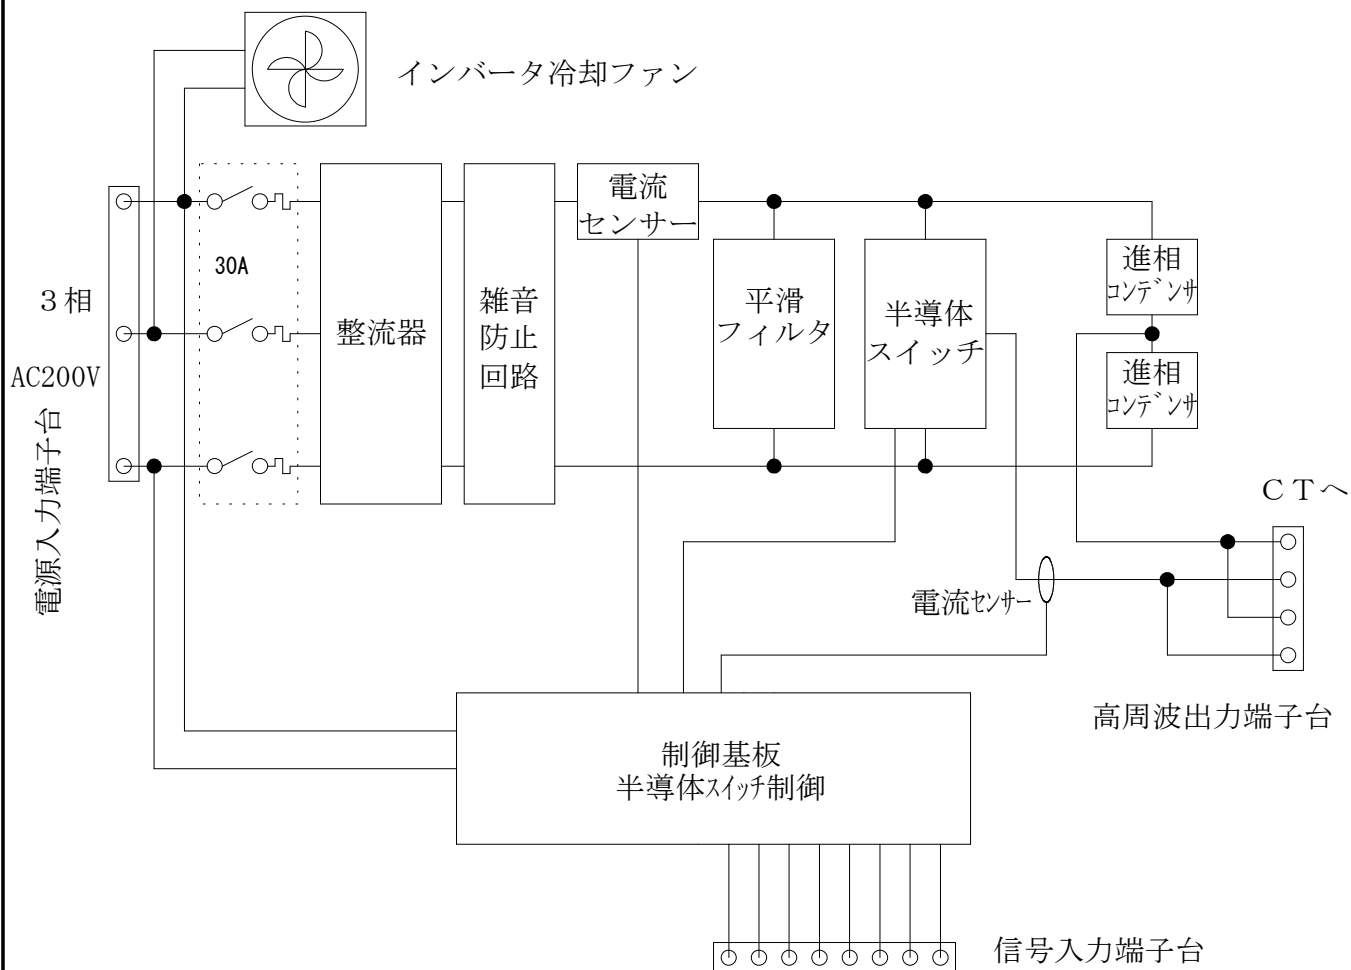 インバータ冷却ファン
電流
センサー
30A
３相
AC200V
電源入力端子台
整流器
雑音
防止
回路
平滑
フィルタ
半導体
スイッチ
進相
ｺﾝﾃﾞﾝｻ
進相
ｺﾝﾃﾞﾝｻ
ＣＴへ
電流ｾﾝｻｰ
高周波出力端子台
制御基板
半導体ｽｲｯﾁ制御
信号入力端子台